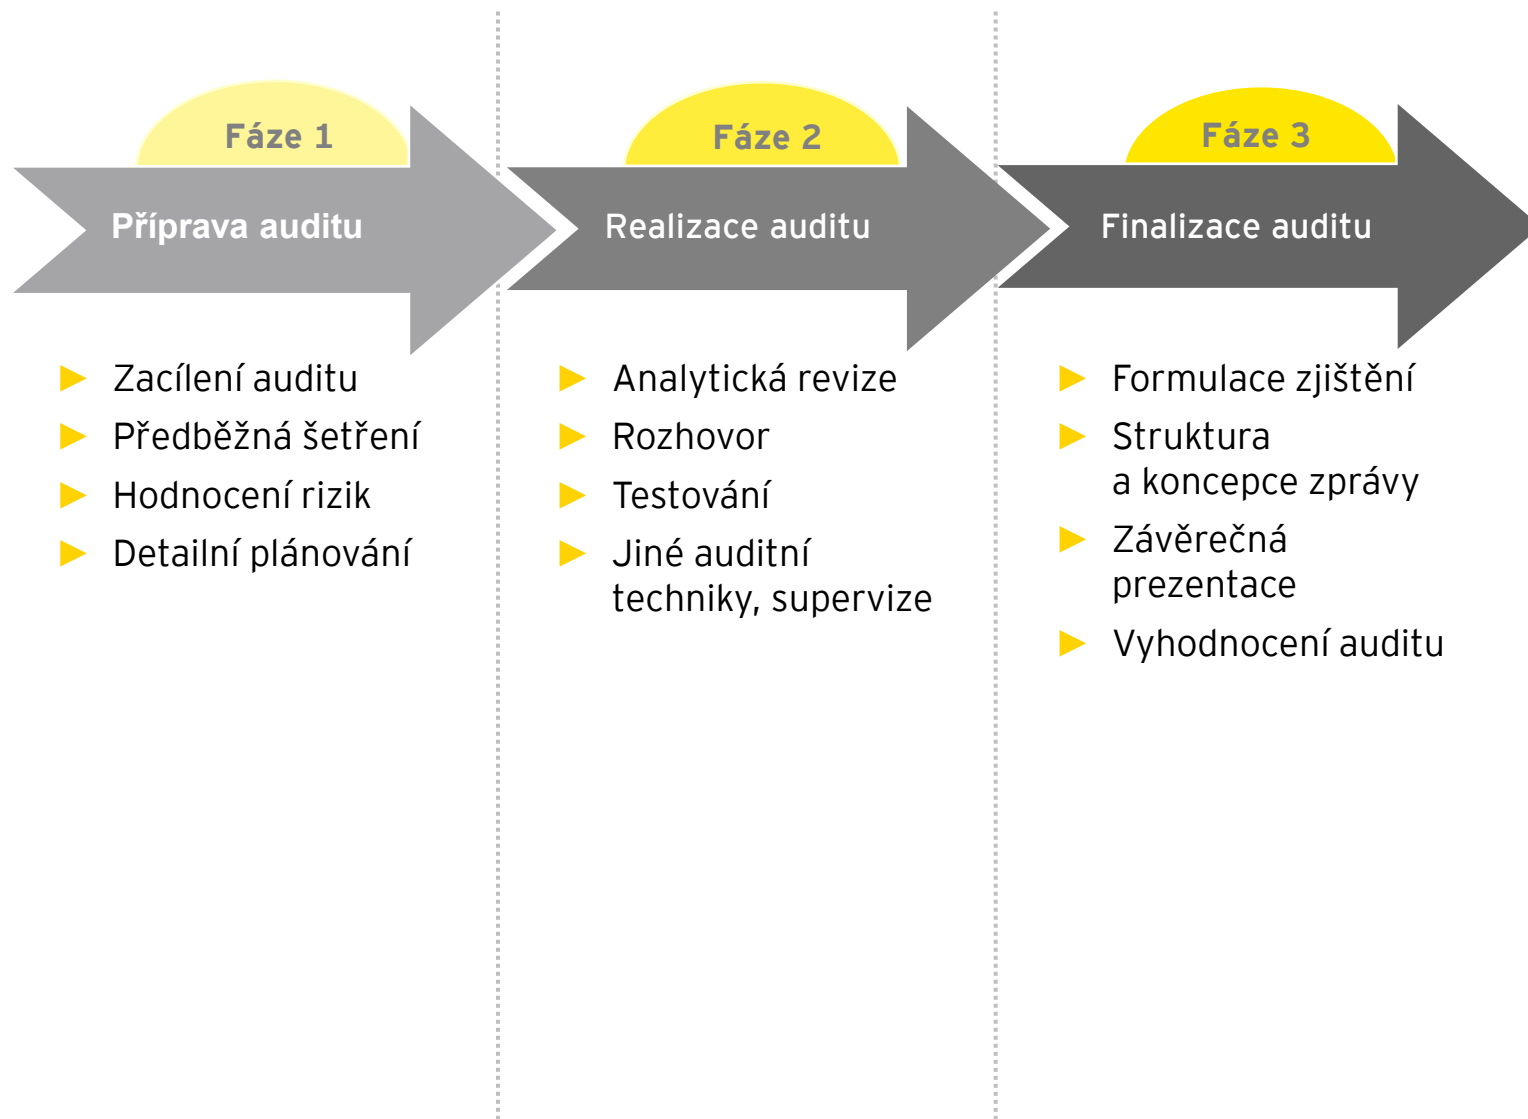 Fáze 1
Příprava auditu
Zacílení auditu
Předběžná šetření
Hodnocení rizik
Detailní plánování
Fáze 2
Realizace auditu
Analytická revize
Rozhovor
Testování
Jiné auditní
techniky, supervize
Fáze 3
Finalizace auditu
Formulace zjištění
Struktura
a koncepce zprávy
Závěrečná
prezentace
Vyhodnocení auditu